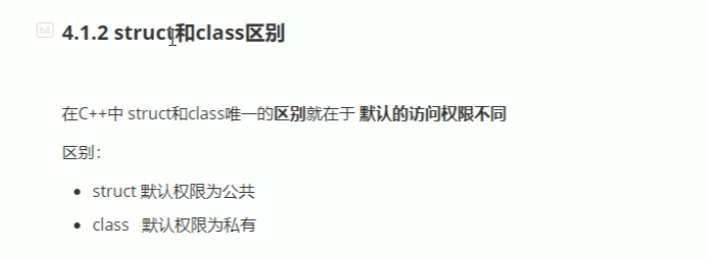 h4
4.1.2 struct和class区别
在C++中 struct和class唯一的区别就在于 默认的访问权限不同
区别：
struct 默认权限为公共
class 默认权限为私有